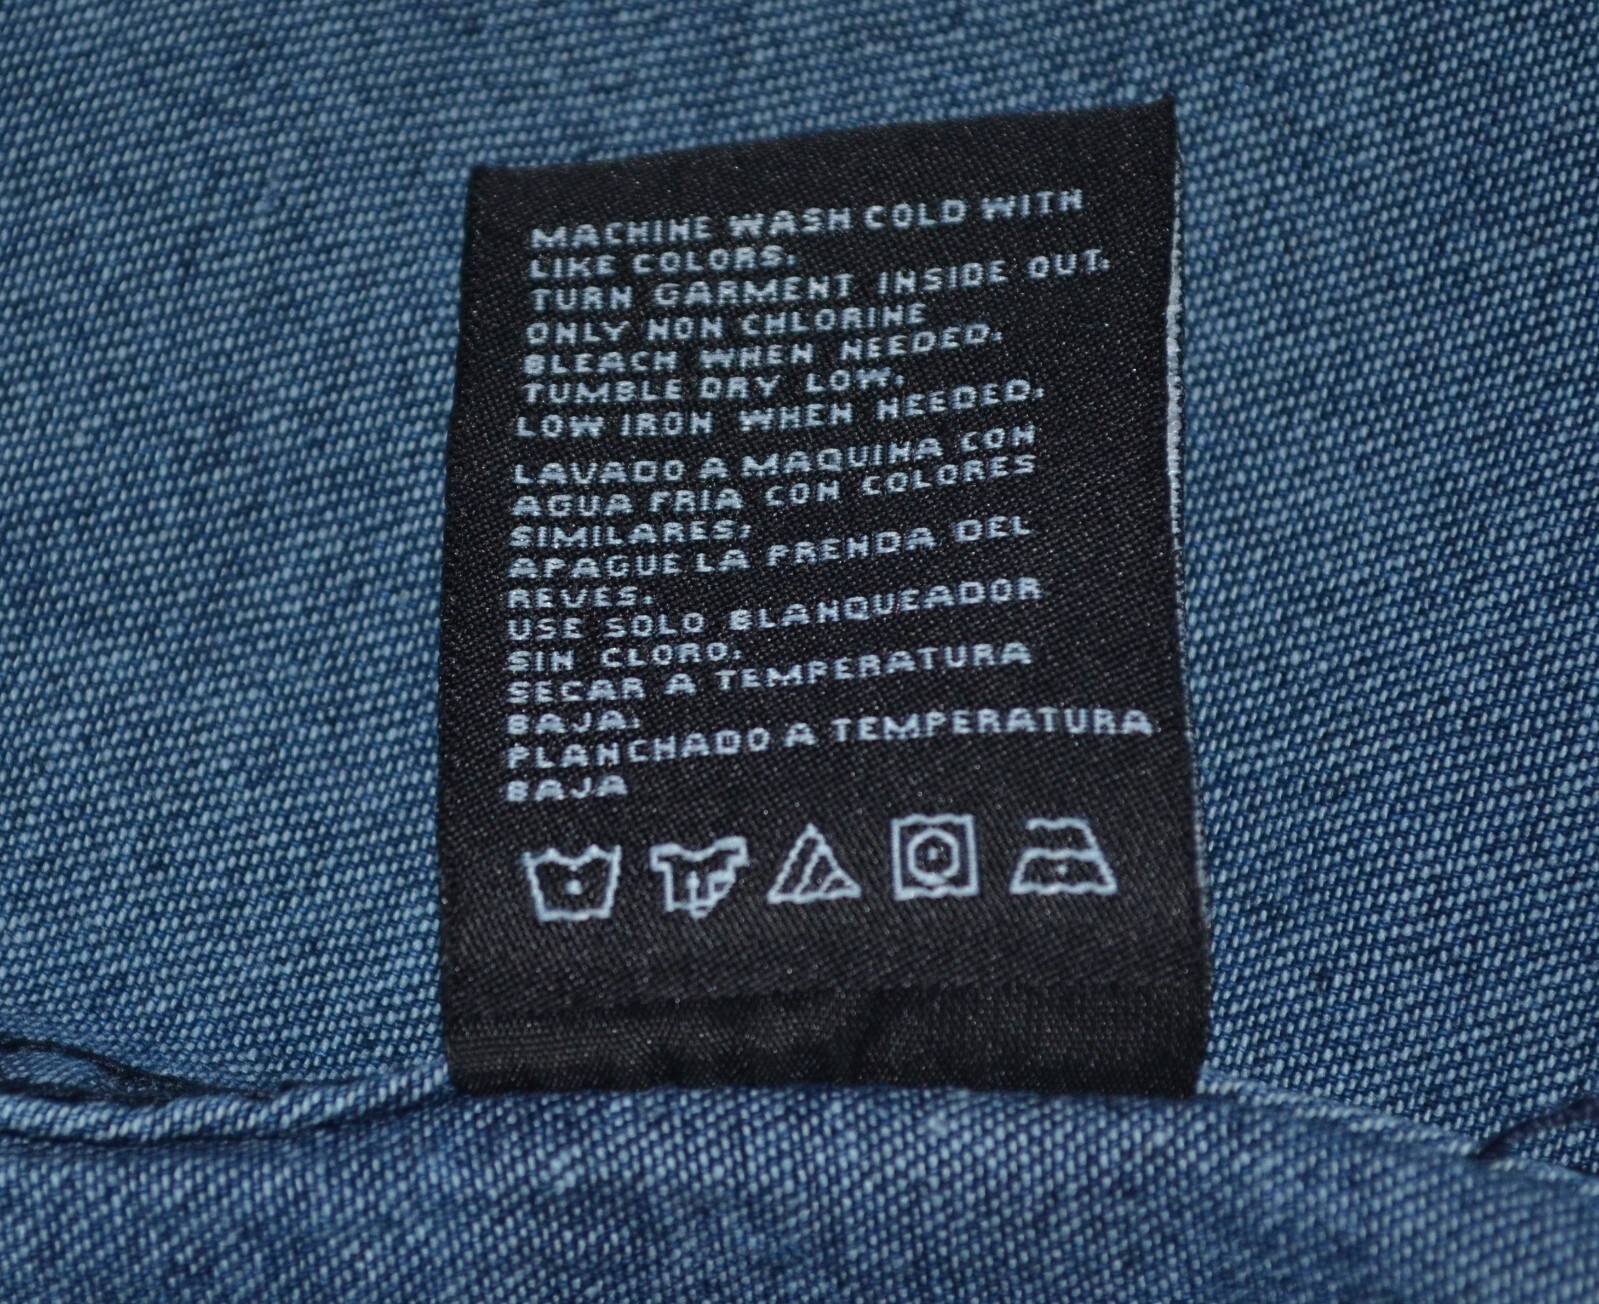 MACHINE WASH COLD WITH
LIKE COLORS.
TURN GARMENT INSIDE OUT.
ONLY NON CHLORINE
BLEACH WHEN NEEDED.
TUMBLE DRY LOW.
LOW IRON WHEN NEEDED.
LAVADO A MAQUINA CON
AGUA FRIA CON COLORES
SIMILARES;
APAGUE LA PRENDA DEL
REVES.
USE SOLO BLANQUEADOR
SIN CLORO.
SECAR A TEMPERATURA
BAJA.
PLANCHADO A TEMPERATURA
BAJA